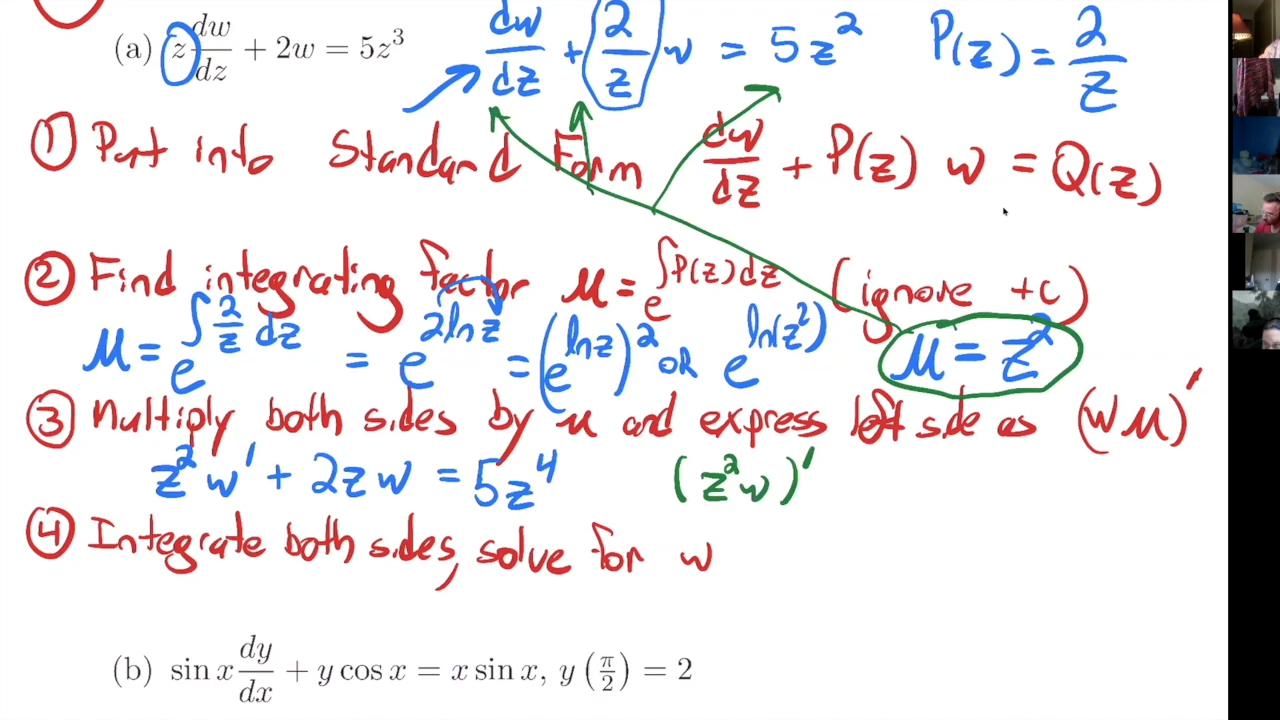 (a) z dw/dz + 2w = 5z³ dw/dz + 2/z w = 5z² P(z) = 2/z
① Put into Standard Form dw/dz + P(z) w = Q(z)
② Find integrating factor μ = e^∫P(z)dz (ignore +c)
μ = e^∫2/z dz = e^2lnz = (e^lnz)² OR e^ln(z²) μ = z²
③ Multiply both sides by μ and express left side as (wμ)'
z²w' + 2zw = 5z⁴ (z²w)'
④ Integrate both sides, solve for w
(b) sin x dy/dx + y cos x = x sin x, y(π/2) = 2